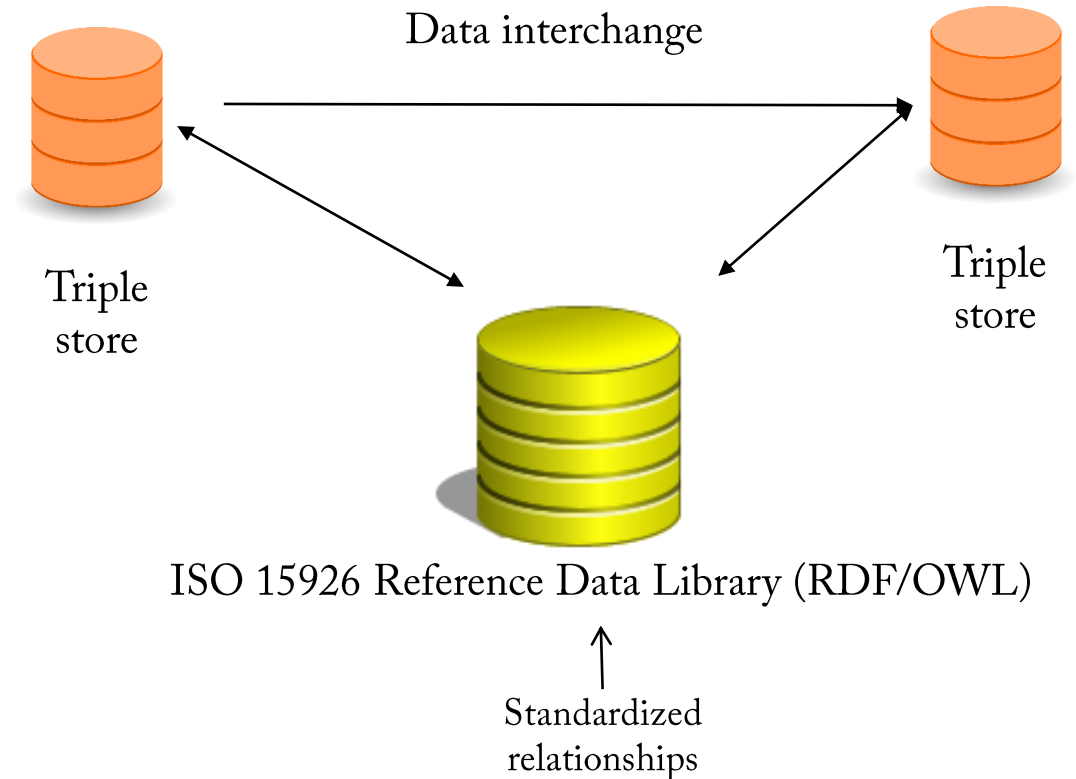 Data interchange
Triple
store
Triple
store
ISO 15926 Reference Data Library (RDF/OWL)
Standardized
relationships